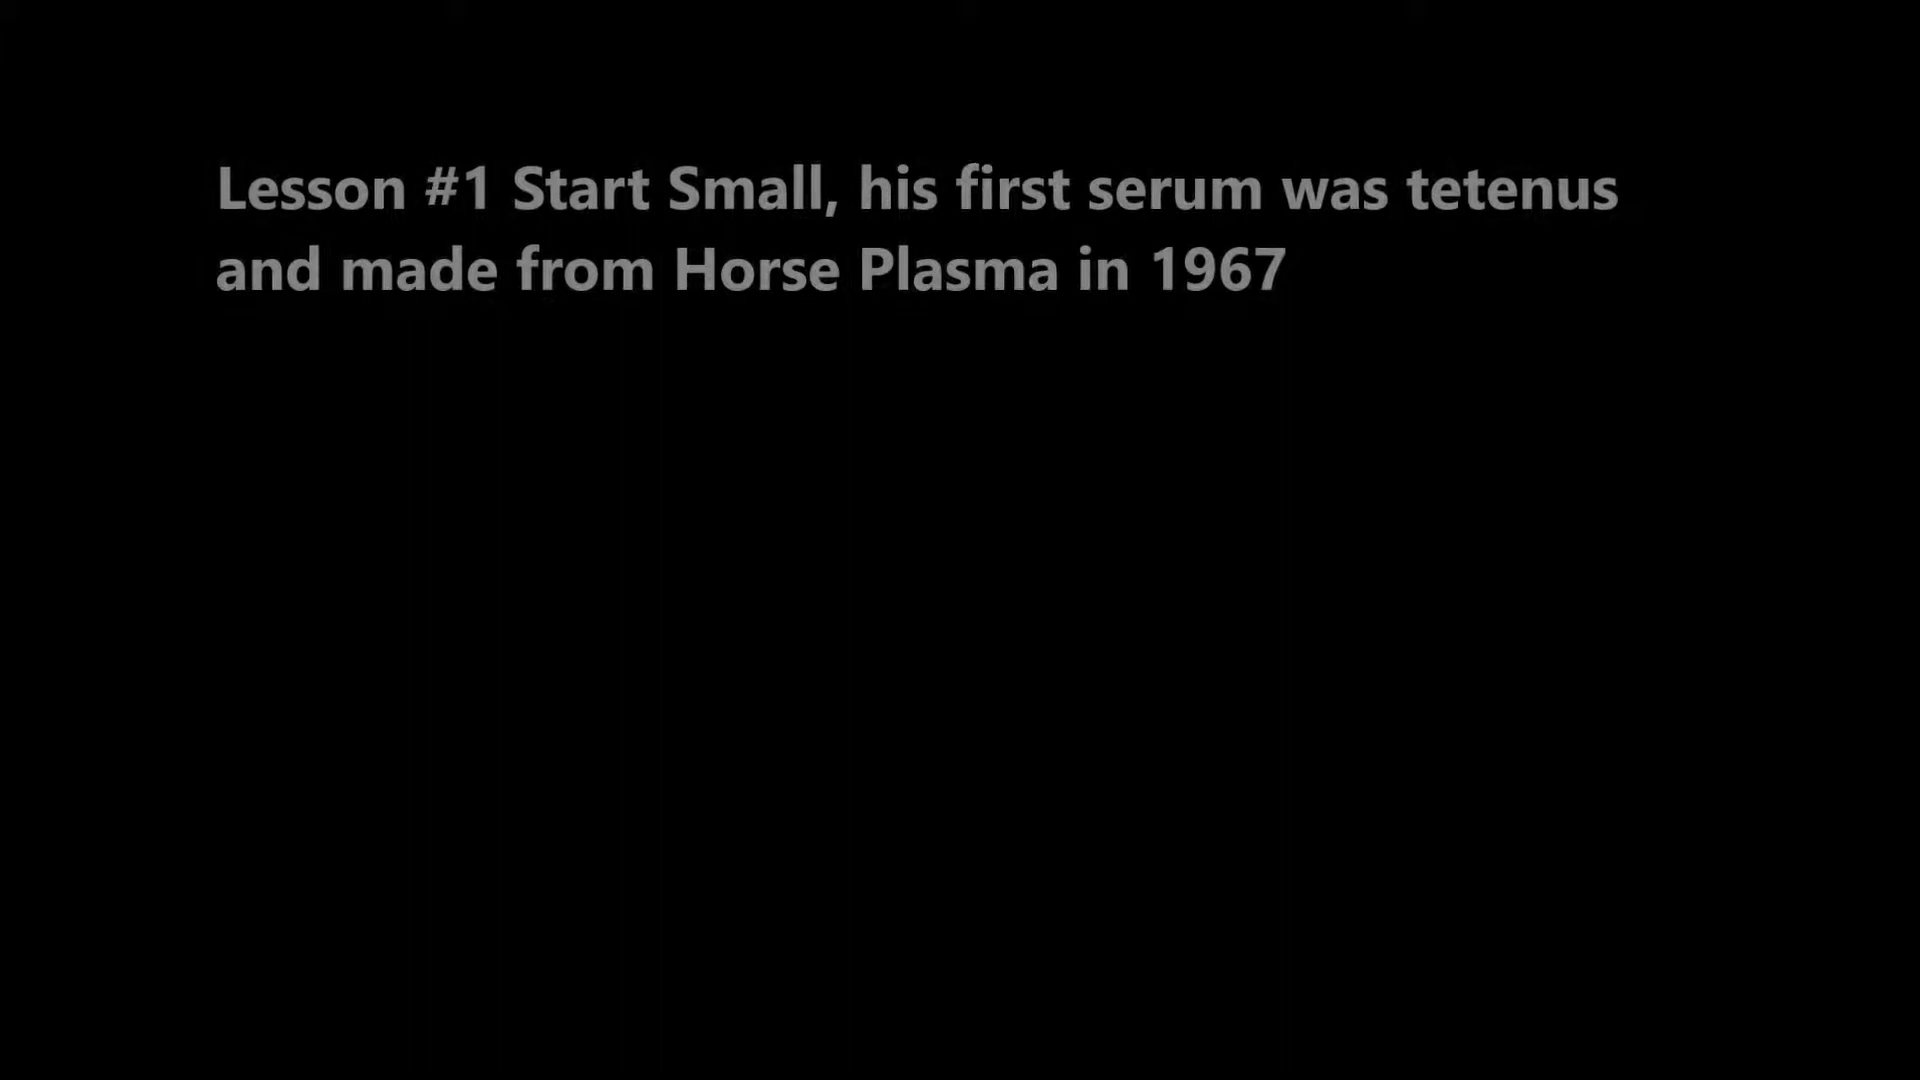 Lesson #1 Start Small, his first serum was tetenus
and made from Horse Plasma in 1967